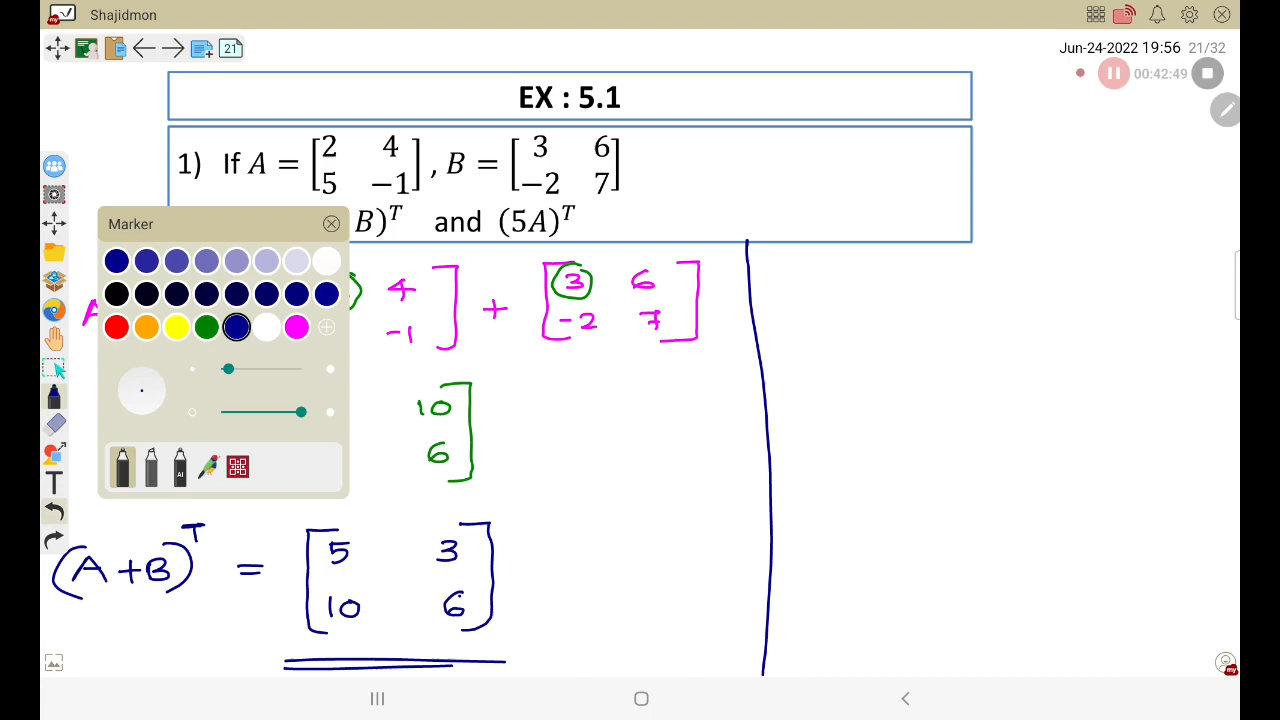 Shajidmon
21
Jun-24-2022 19:56 21/32
00:42:49
EX : 5.1
1) If A = [2 4 5 −1] , B = [3 6 −2 7]
B)ᵀ and (5A)ᵀ
Marker
A 4 -1] + [3 6 -2 7]
10
6]
AI
T
(A+B)ᵀ = [5 3 10 6]